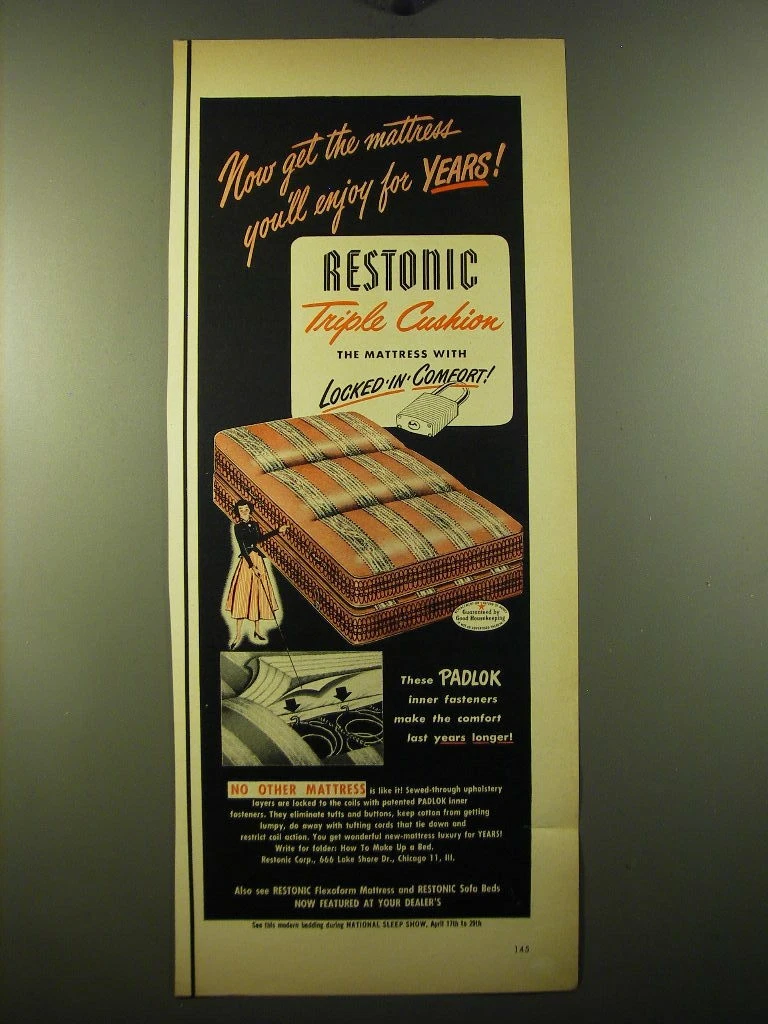 Now get the mattress
you'll enjoy for YEARS!
RESTONIC
Triple Cushion
THE MATTRESS WITH
LOCKED-IN-COMFORT!
Guaranteed by
Good Housekeeping
These PADLOK
inner fasteners
make the comfort
last years longer!
NO OTHER MATTRESS is like it! Sewed-through upholstery
layers are locked to the coils with patented PADLOK inner
fasteners. They eliminate tufts and buttons, keep cotton from getting
lumpy, do away with tufting cords that tie down and
restrict coil action. You get wonderful new-mattress luxury for YEARS!
Write for folder: How To Make Up a Bed.
Restonic Corp., 666 Lake Shore Dr., Chicago 11, Ill.
Also see RESTONIC Flexoform Mattress and RESTONIC Sofa Beds
NOW FEATURED AT YOUR DEALER'S
See this modern bedding during NATIONAL SLEEP SHOW, April 17th to 29th
145